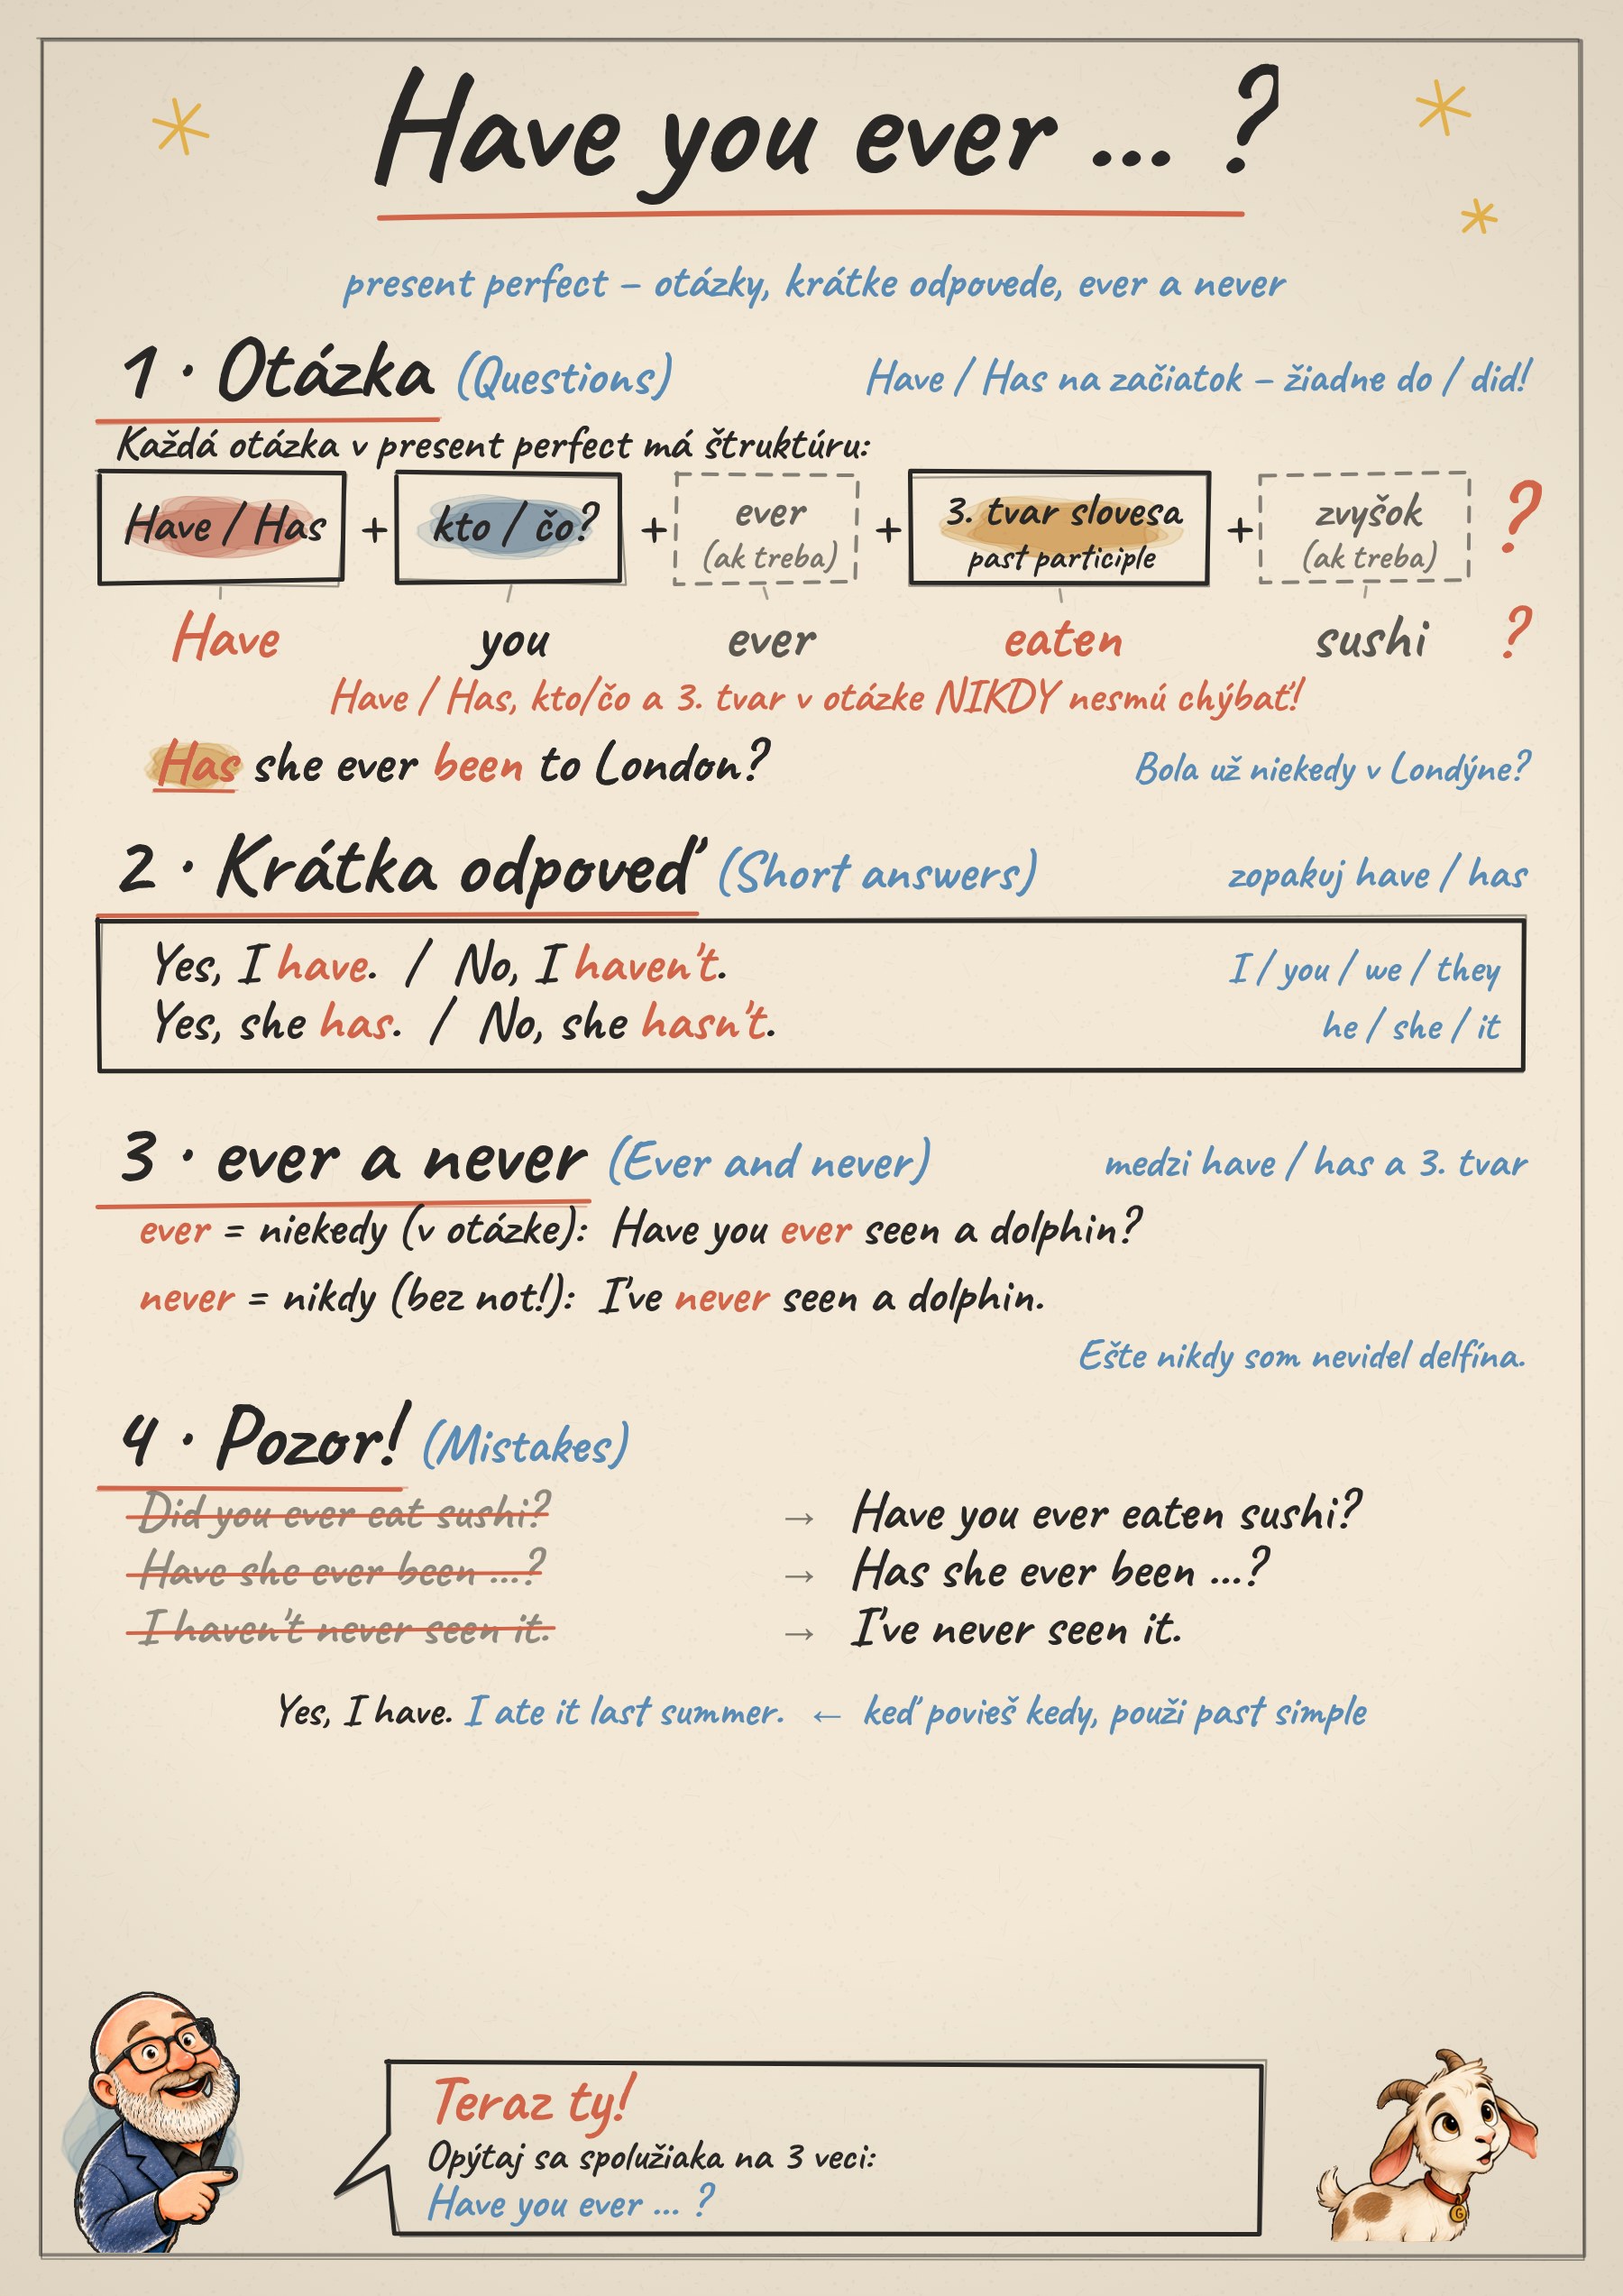 Have you ever ... ?
present perfect – otázky, krátke odpovede, ever a never
1 · Otázka (Questions) Have / Has na začiatok – žiadne do / did!
Každá otázka v present perfect má štruktúru:
Have / Has + kto / čo? + ever (ak treba) + 3. tvar slovesa past participle + zvyšok (ak treba) ?
Have you ever eaten sushi ?
Have / Has, kto/čo a 3. tvar v otázke NIKDY nesmú chýbať!
Has she ever been to London? Bola už niekedy v Londýne?
2 · Krátka odpoveď (Short answers) zopakuj have / has
Yes, I have. / No, I haven't. I / you / we / they
Yes, she has. / No, she hasn't. he / she / it
3 · ever a never (Ever and never) medzi have / has a 3. tvar
ever = niekedy (v otázke): Have you ever seen a dolphin?
never = nikdy (bez not!): I've never seen a dolphin.
Ešte nikdy som nevidel delfína.
4 · Pozor! (Mistakes)
Did you ever eat sushi? → Have you ever eaten sushi?
Have she ever been ...? → Has she ever been ...?
I haven't never seen it. → I've never seen it.
Yes, I have. I ate it last summer. ← keď povieš kedy, použi past simple
Teraz ty!
Opýtaj sa spolužiaka na 3 veci:
Have you ever ... ?
G